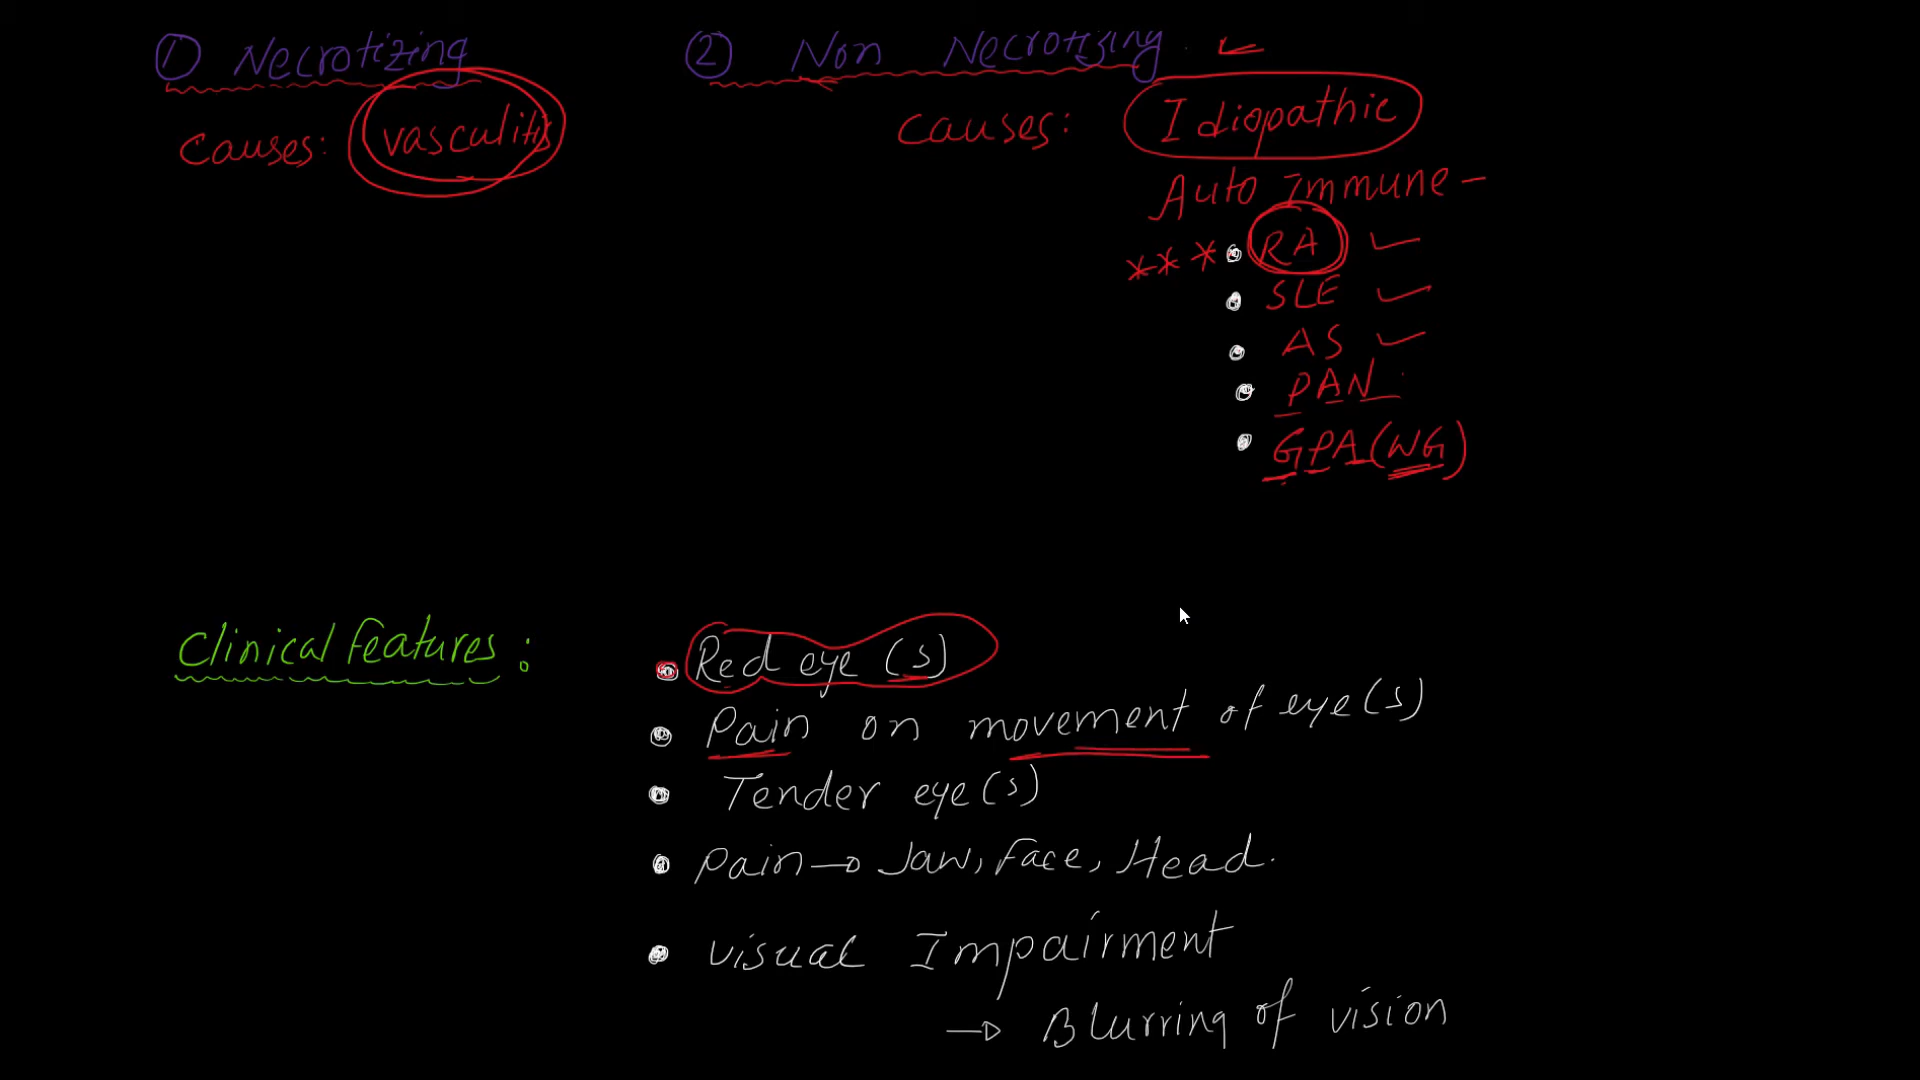 ① Necrotizing
Causes: vasculitis
② Non Necrotizing
Causes: Idiopathic
Auto Immune -
*** RA
SLE
AS
PAN
GPA (WG)
Clinical features:
Red eye (s)
Pain on movement of eye(s)
Tender eye(s)
Pain → Jaw, Face, Head.
visual Impairment
→ Blurring of vision